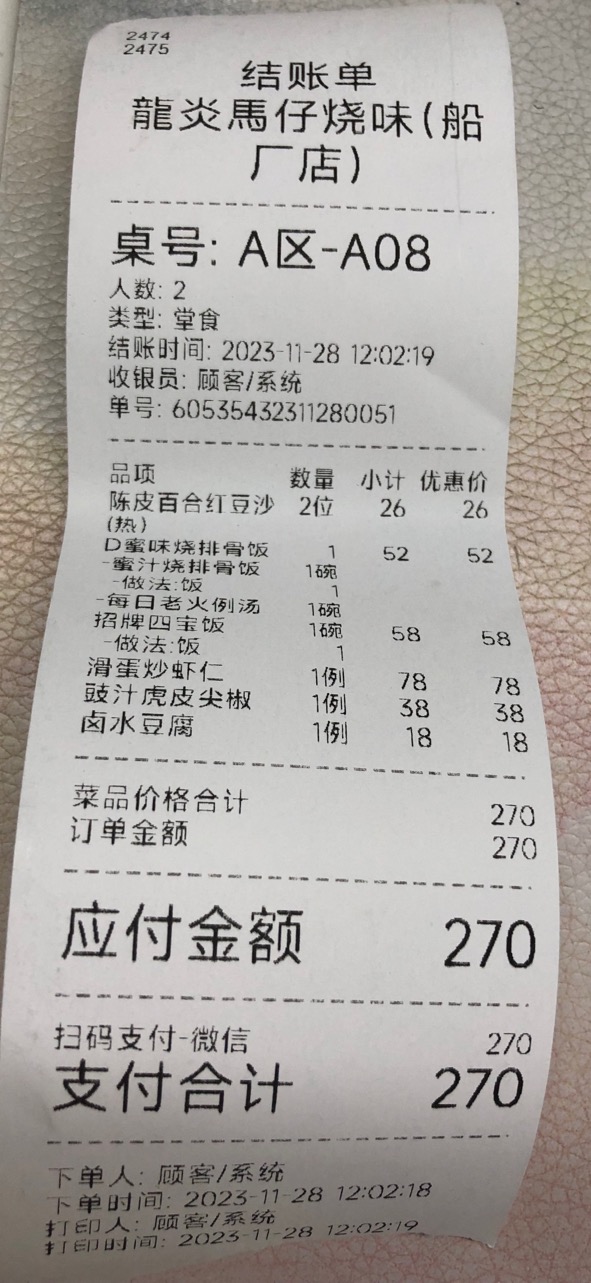 2474
2475
结账单
龍炎馬仔烧味(船
厂店)
桌号: A区-A08
人数: 2
类型: 堂食
结账时间: 2023-11-28 12:02:19
收银员: 顾客/系统
单号: 60535432311280051
品项 数量 小计 优惠价
陈皮百合红豆沙 2位 26 26
(热)
D蜜味烧排骨饭 1 52 52
-蜜汁烧排骨饭 1碗
-做法:饭 1
-每日老火例汤 1碗
招牌四宝饭 1碗 58 58
-做法:饭 1
滑蛋炒虾仁 1例 78 78
豉汁虎皮尖椒 1例 38 38
卤水豆腐 1例 18 18
菜品价格合计 270
订单金额 270
应付金额 270
扫码支付-微信 270
支付合计 270
下单人: 顾客/系统
下单时间: 2023-11-28 12:02:18
打印人: 顾客/系统
打印时间: 2023-11-28 12:02:19